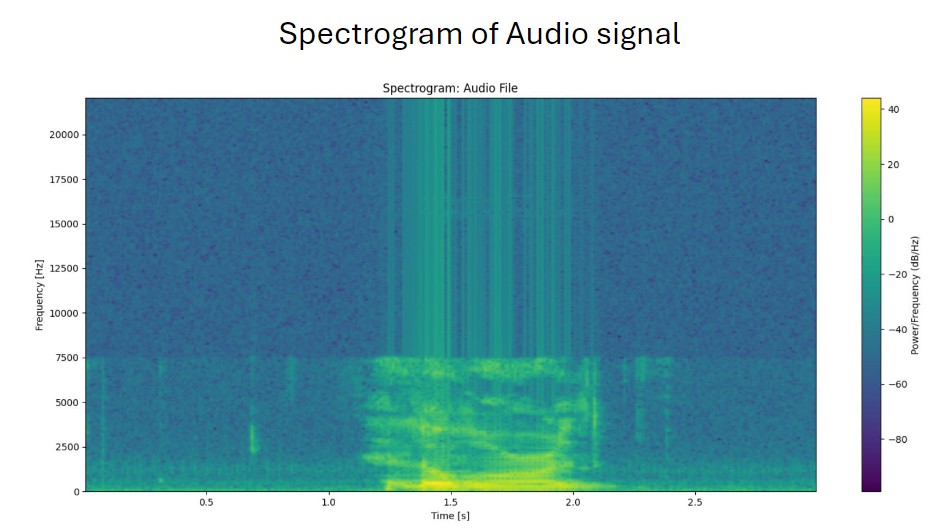 Spectrogram of Audio signal
Spectrogram: Audio File
Frequency [Hz]
20000
17500
15000
12500
10000
7500
5000
2500
0
0.5 1.0 1.5 2.0 2.5
Time [s]
40
20
0
−20
−40
−60
−80
Power/Frequency (dB/Hz)